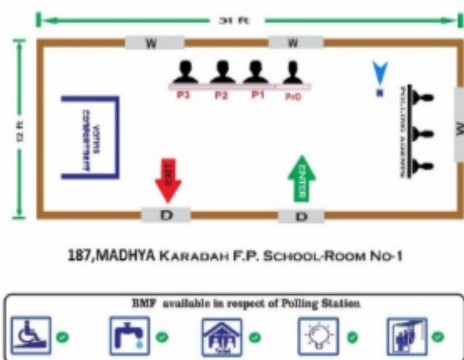 31 ft
W
W
P3
P2
P1
PrO
N
POLLING AGENTS
W
12 ft
VOTING
COMPARTMENT
ENTER
D
D
187,MADHYA KARADAH F.P. SCHOOL-ROOM NO-1
BMF available in respect of Polling Station